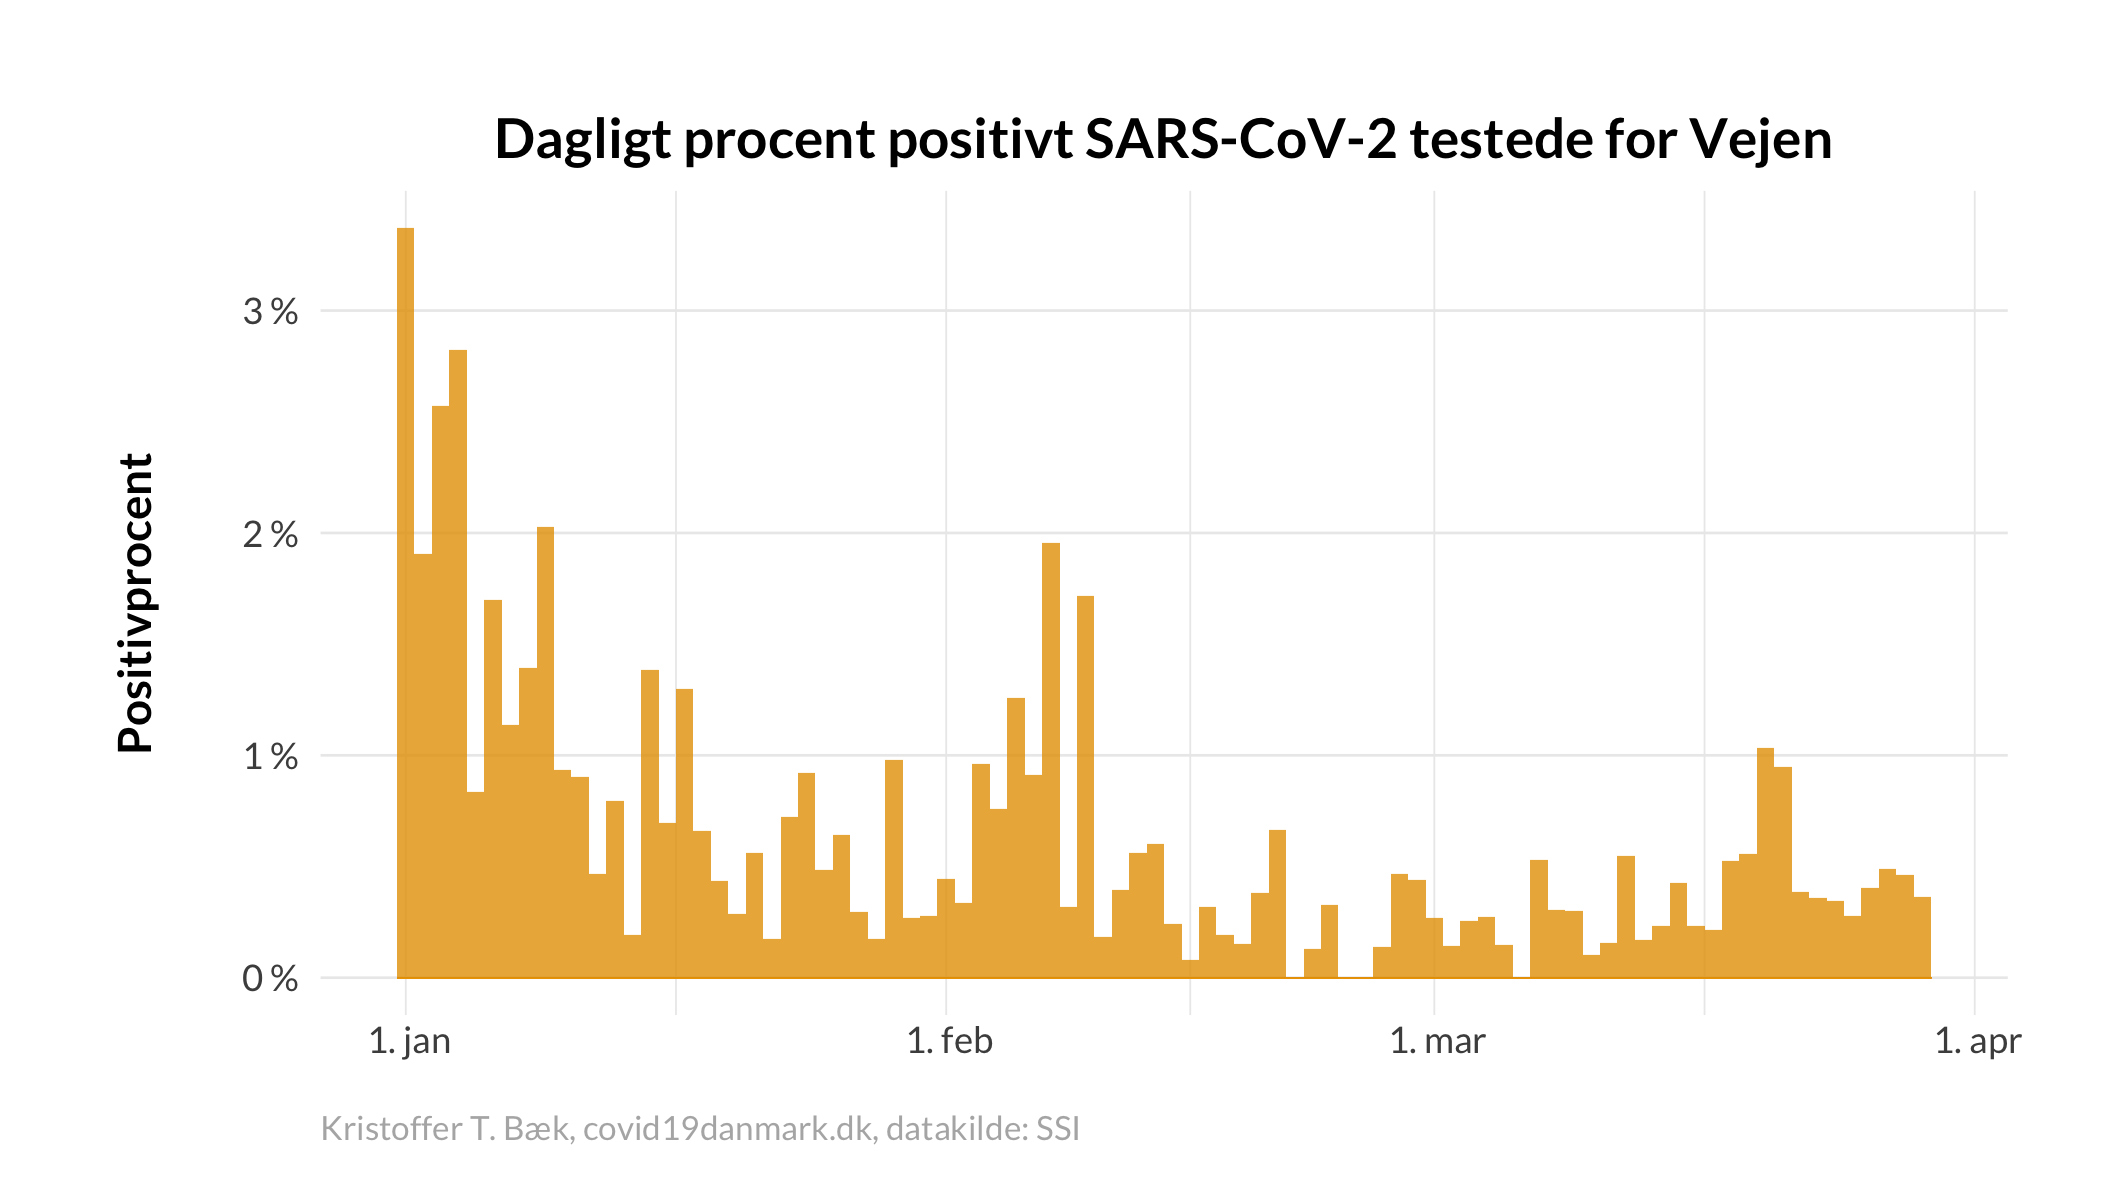 Dagligt procent positivt SARS-CoV-2 testede for Vejen
Positivprocent
3 %
2 %
1 %
0 %
1. jan
1. feb
1. mar
1. apr
Kristoffer T. Bæk, covid19danmark.dk, datakilde: SSI